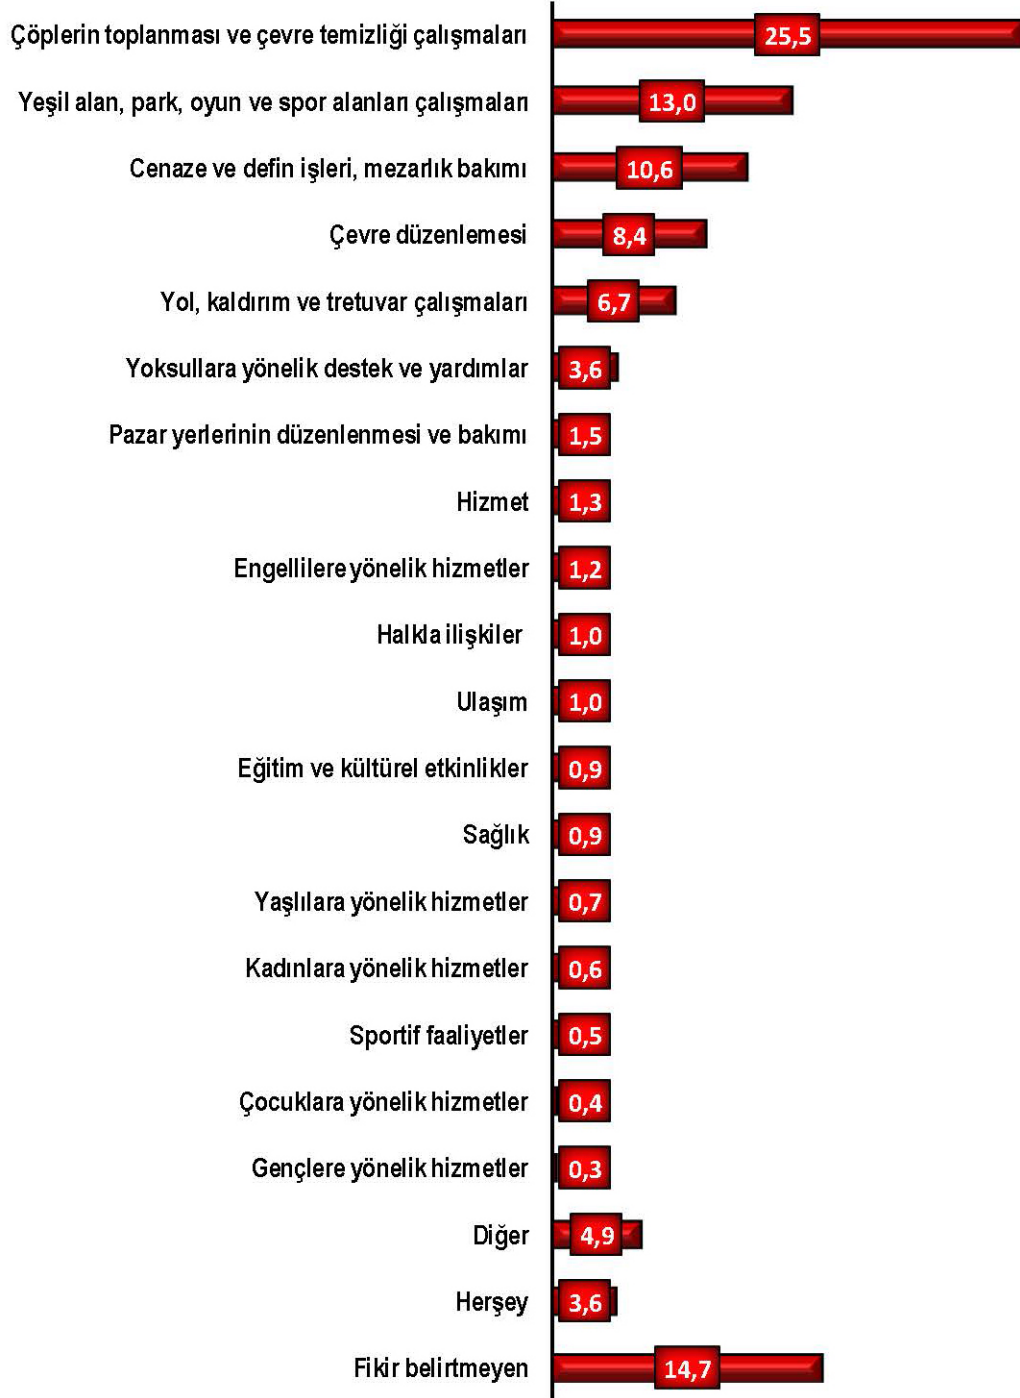 Çöplerin toplanması ve çevre temizliği çalışmaları 25,5
Yeşil alan, park, oyun ve spor alanları çalışmaları 13,0
Cenaze ve defin işleri, mezarlık bakımı 10,6
Çevre düzenlemesi 8,4
Yol, kaldırım ve tretuvar çalışmaları 6,7
Yoksullara yönelik destek ve yardımlar 3,6
Pazar yerlerinin düzenlenmesi ve bakımı 1,5
Hizmet 1,3
Engellilere yönelik hizmetler 1,2
Halkla ilişkiler 1,0
Ulaşım 1,0
Eğitim ve kültürel etkinlikler 0,9
Sağlık 0,9
Yaşlılara yönelik hizmetler 0,7
Kadınlara yönelik hizmetler 0,6
Sportif faaliyetler 0,5
Çocuklara yönelik hizmetler 0,4
Gençlere yönelik hizmetler 0,3
Diğer 4,9
Herşey 3,6
Fikir belirtmeyen 14,7